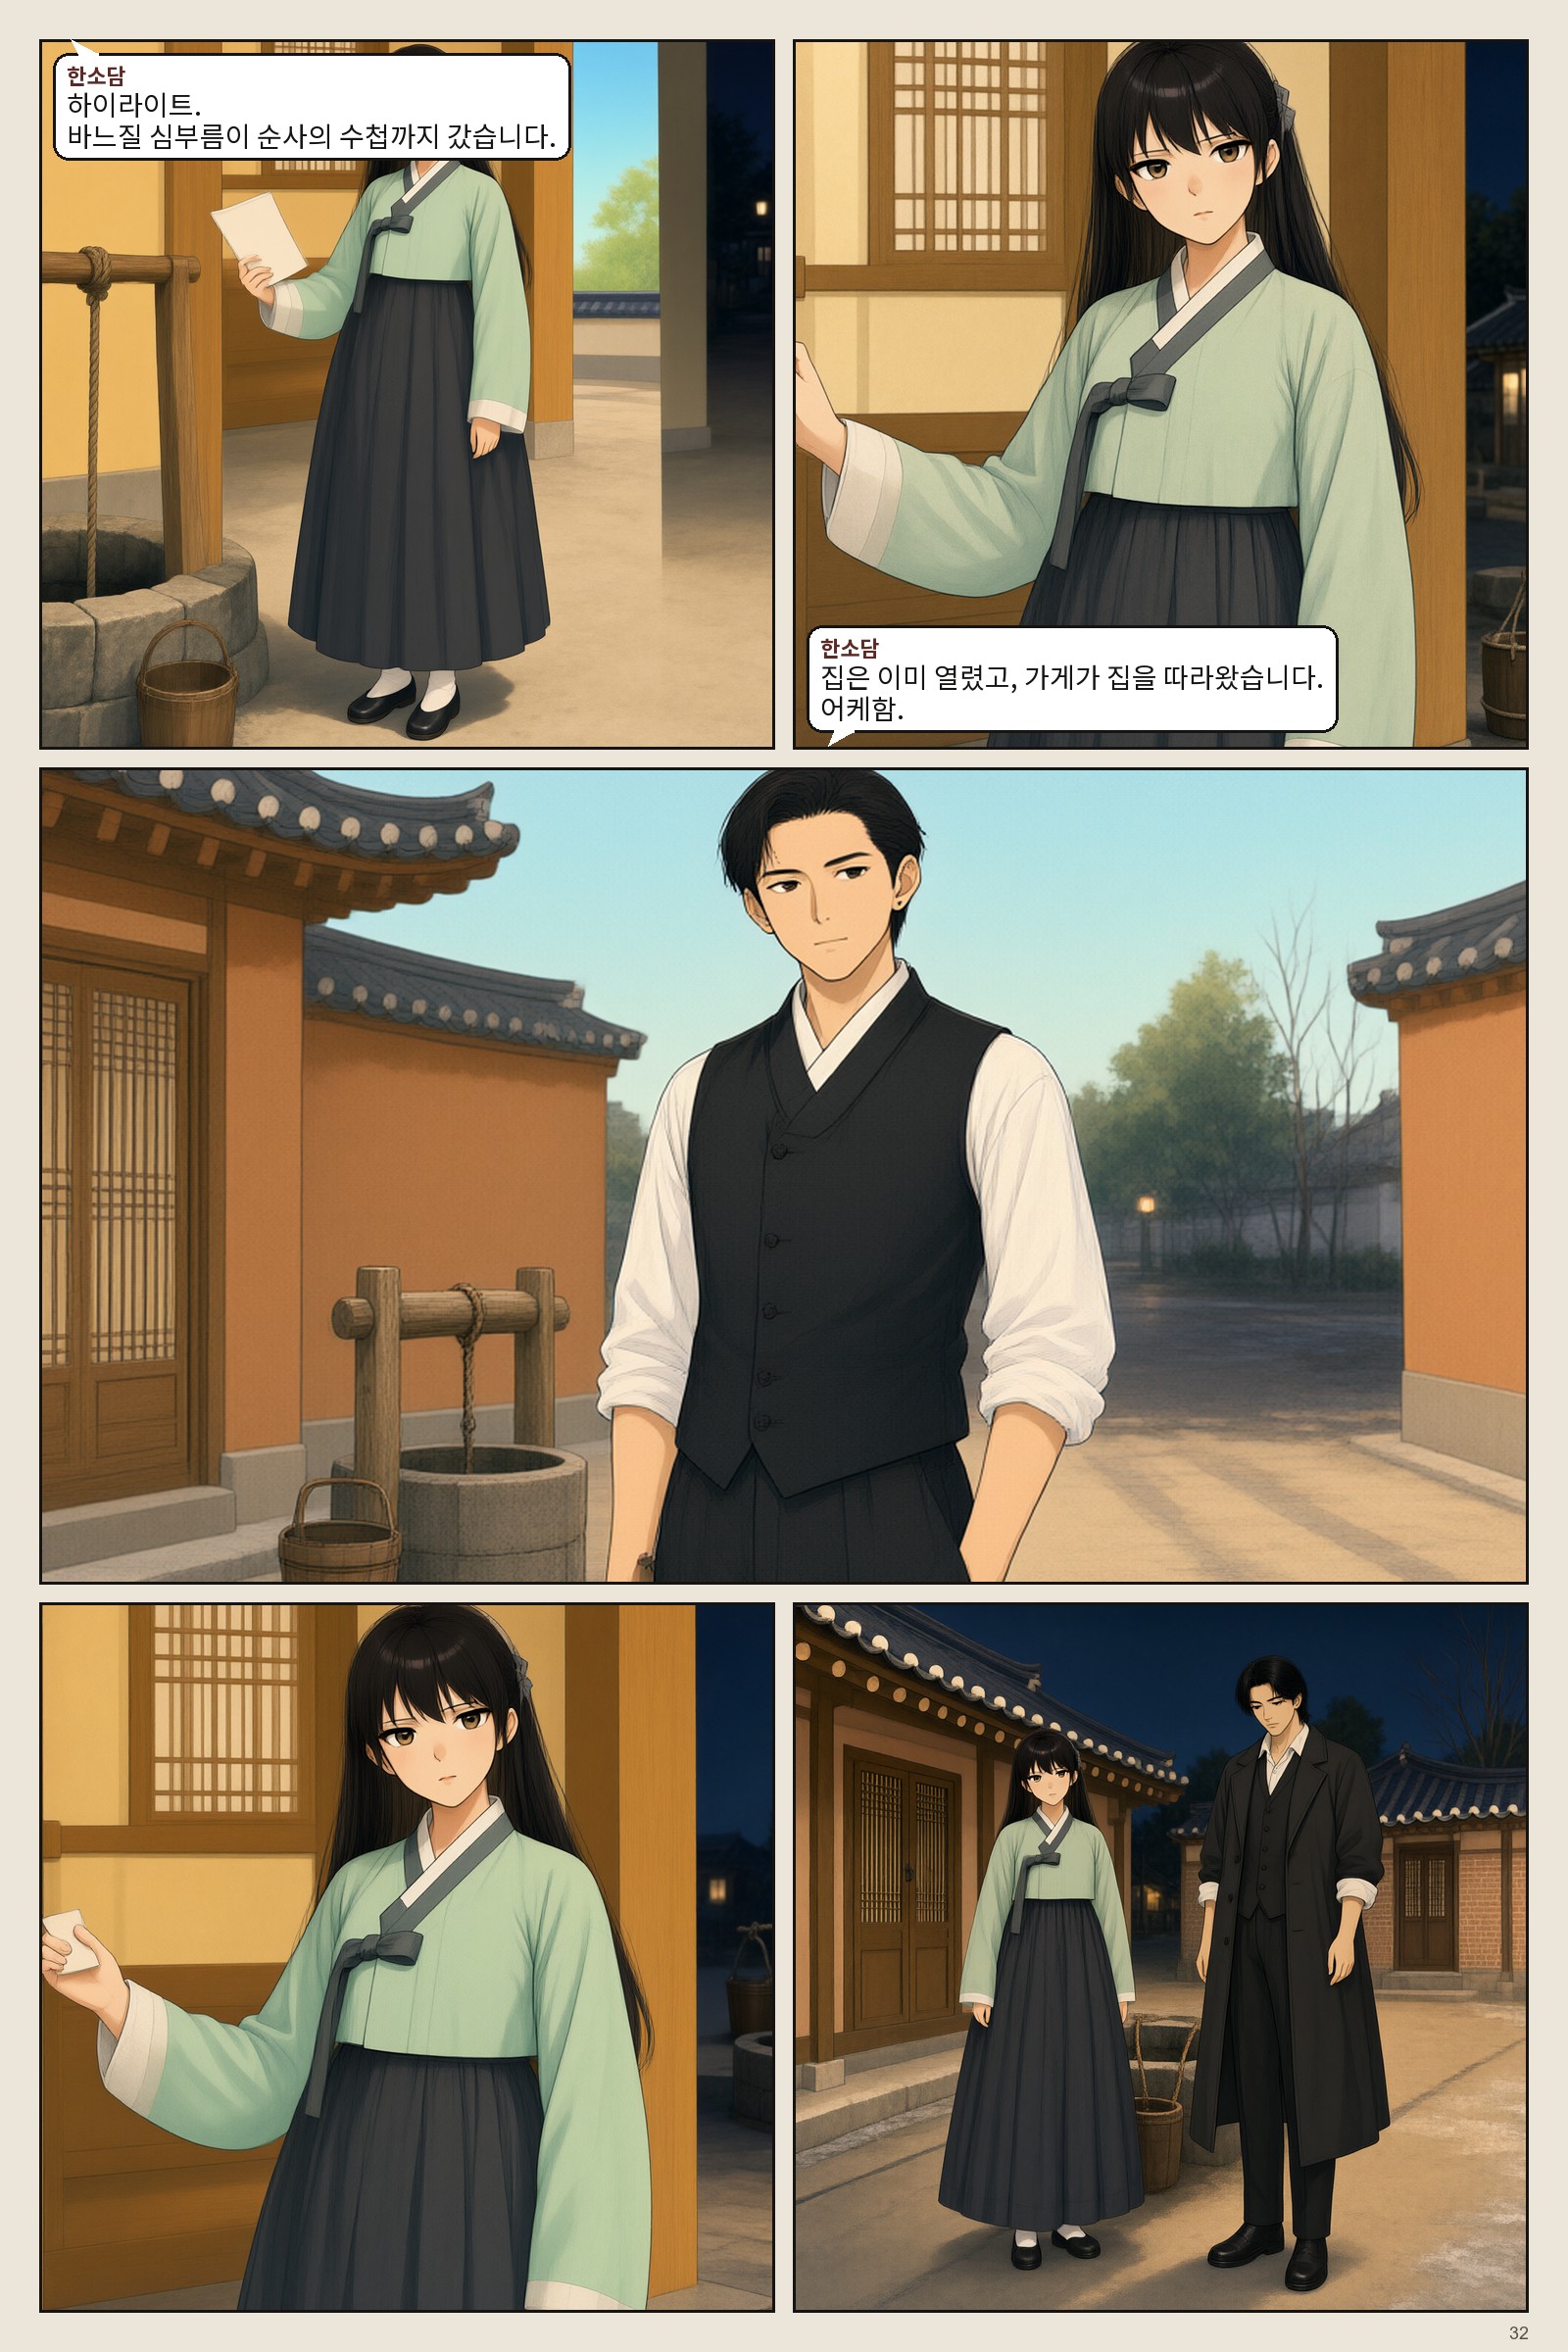 한소담
하이라이트.
바느질 심부름이 순사의 수첩까지 갔습니다.
한소담
집은 이미 열렸고, 가게가 집을 따라왔습니다.
어케함.
32